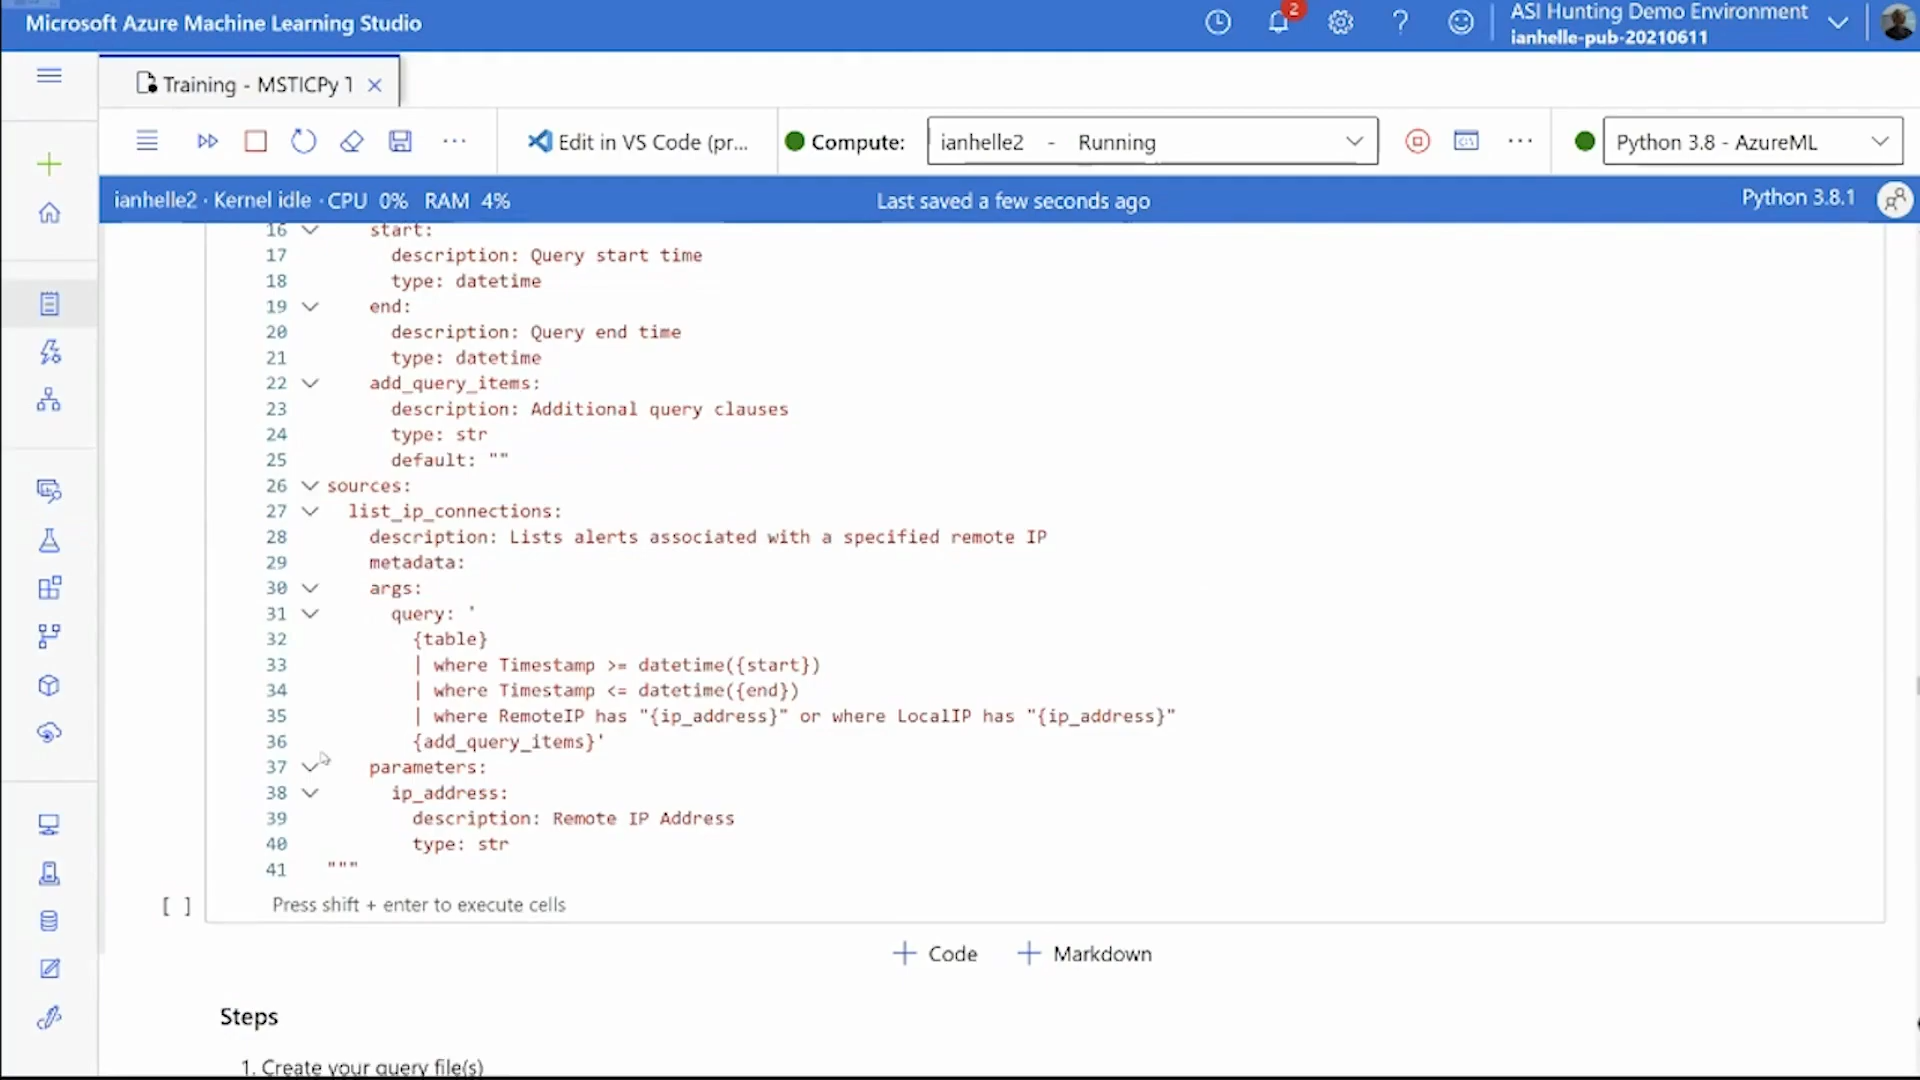 Microsoft Azure Machine Learning Studio
2
ASI Hunting Demo Environment
ianhelle-pub-20210611
Training - MSTICPy 1
Edit in VS Code (pr...
Compute:
ianhelle2 - Running
Python 3.8 - AzureML
ianhelle2 · Kernel idle · CPU 0% RAM 4%
Last saved a few seconds ago
Python 3.8.1
16 start:
17 description: Query start time
18 type: datetime
19 end:
20 description: Query end time
21 type: datetime
22 add_query_items:
23 description: Additional query clauses
24 type: str
25 default: ""
26 sources:
27 list_ip_connections:
28 description: Lists alerts associated with a specified remote IP
29 metadata:
30 args:
31 query: '
32 {table}
33 | where Timestamp >= datetime({start})
34 | where Timestamp <= datetime({end})
35 | where RemoteIP has "{ip_address}" or where LocalIP has "{ip_address}"
36 {add_query_items}'
37 parameters:
38 ip_address:
39 description: Remote IP Address
40 type: str
41 """
[ ] Press shift + enter to execute cells
+ Code + Markdown
Steps
1. Create your query file(s)